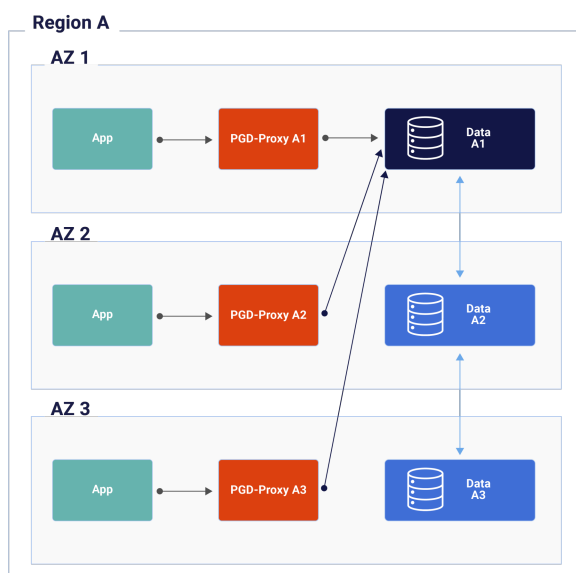 Region A
AZ 1
App
PGD-Proxy A1
Data
A1
AZ 2
App
PGD-Proxy A2
Data
A2
AZ 3
App
PGD-Proxy A3
Data
A3